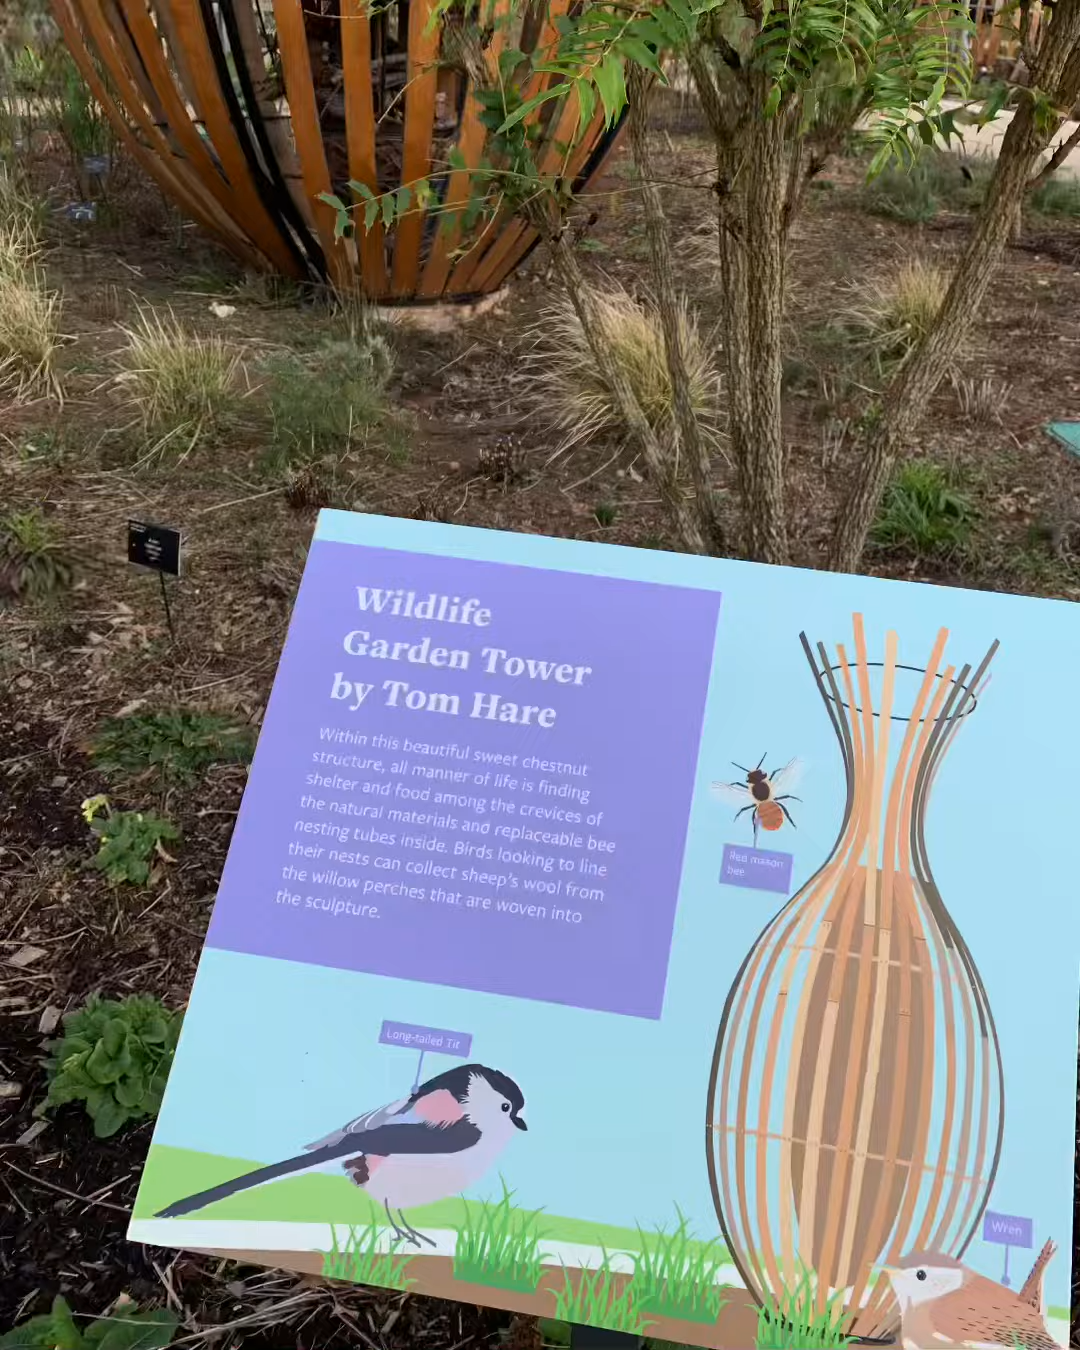 Wildlife
Garden Tower
by Tom Hare
Within this beautiful sweet chestnut
structure, all manner of life is finding
shelter and food among the crevices of
the natural materials and replaceable bee
nesting tubes inside. Birds looking to line
their nests can collect sheep's wool from
the willow perches that are woven into
the sculpture.
Red mason
bee
Long-tailed Tit
Wren